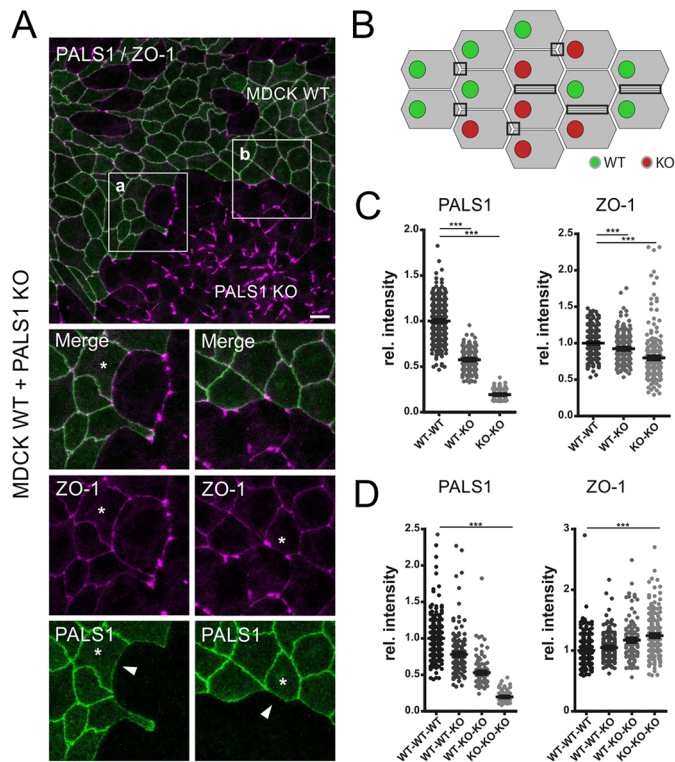 A
PALS1 / ZO-1
MDCK WT
a
b
PALS1 KO
MDCK WT + PALS1 KO
Merge
*
Merge
ZO-1
*
ZO-1
*
PALS1
*
PALS1
*
B
WT
KO
C
PALS1
rel. intensity
2.0
1.5
1.0
0.5
0.0
***
***
WT-WT
WT-KO
KO-KO
ZO-1
rel. intensity
2.5
2.0
1.5
1.0
0.5
0.0
***
***
WT-WT
WT-KO
KO-KO
D
PALS1
rel. intensity
2.5
2.0
1.5
1.0
0.5
0.0
***
WT-WT-WT
WT-WT-KO
WT-KO-KO
KO-KO-KO
ZO-1
rel. intensity
3
2
1
0
***
WT-WT-WT
WT-WT-KO
WT-KO-KO
KO-KO-KO